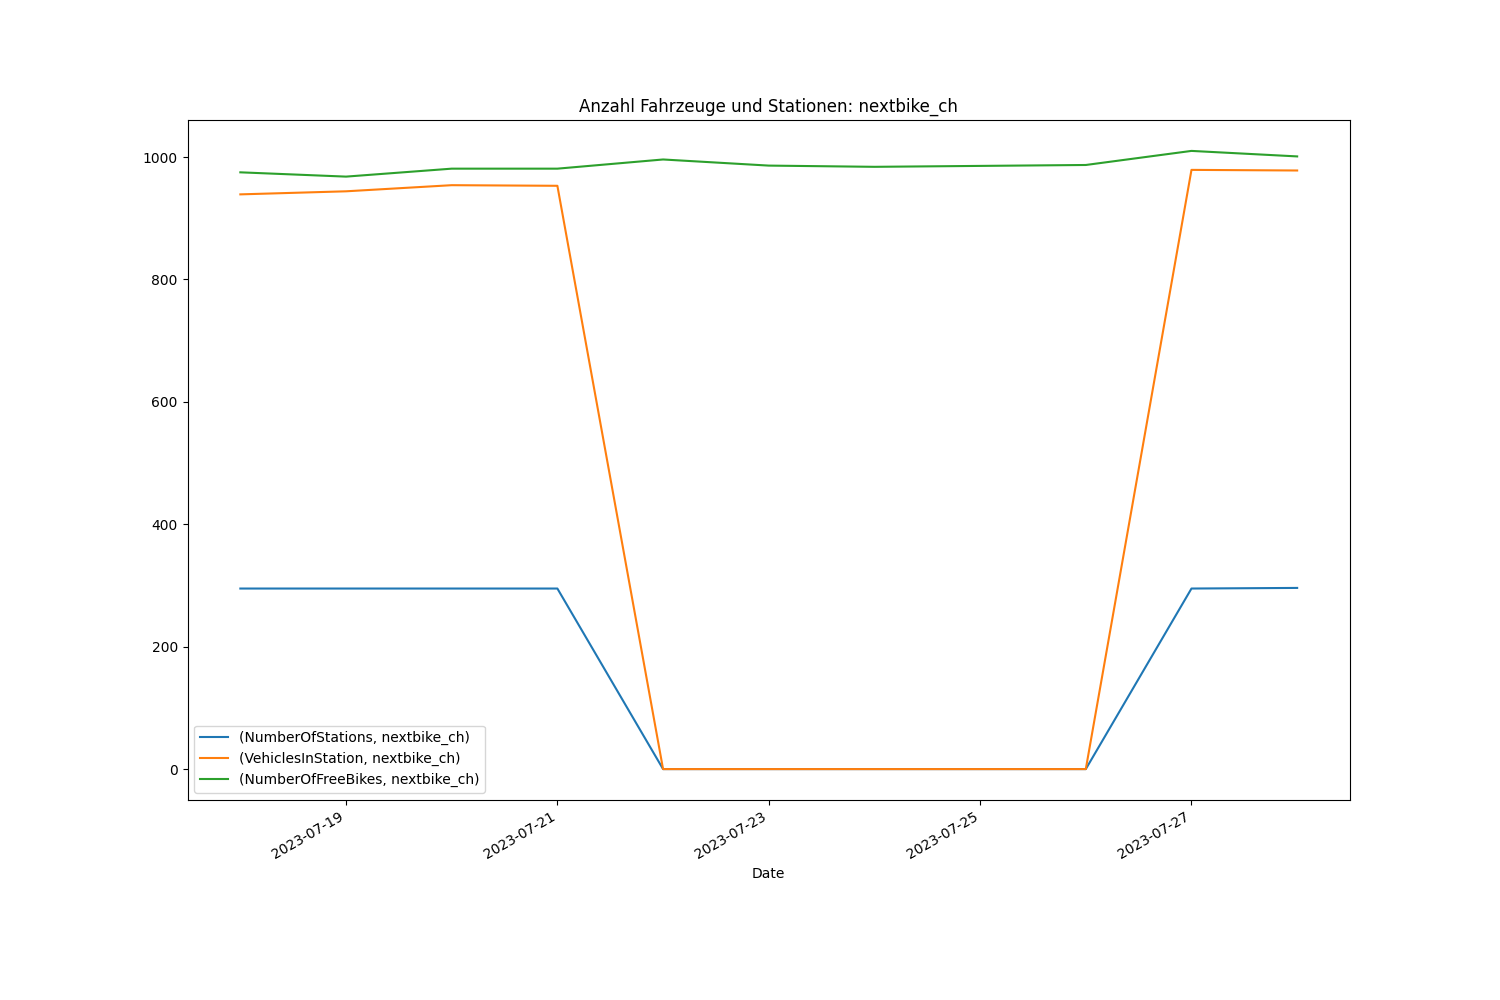 Anzahl Fahrzeuge und Stationen: nextbike_ch
1000
800
600
400
200
0
(NumberOfStations, nextbike_ch)
(VehiclesInStation, nextbike_ch)
(NumberOfFreeBikes, nextbike_ch)
2023-07-19
2023-07-21
2023-07-23
2023-07-25
2023-07-27
Date